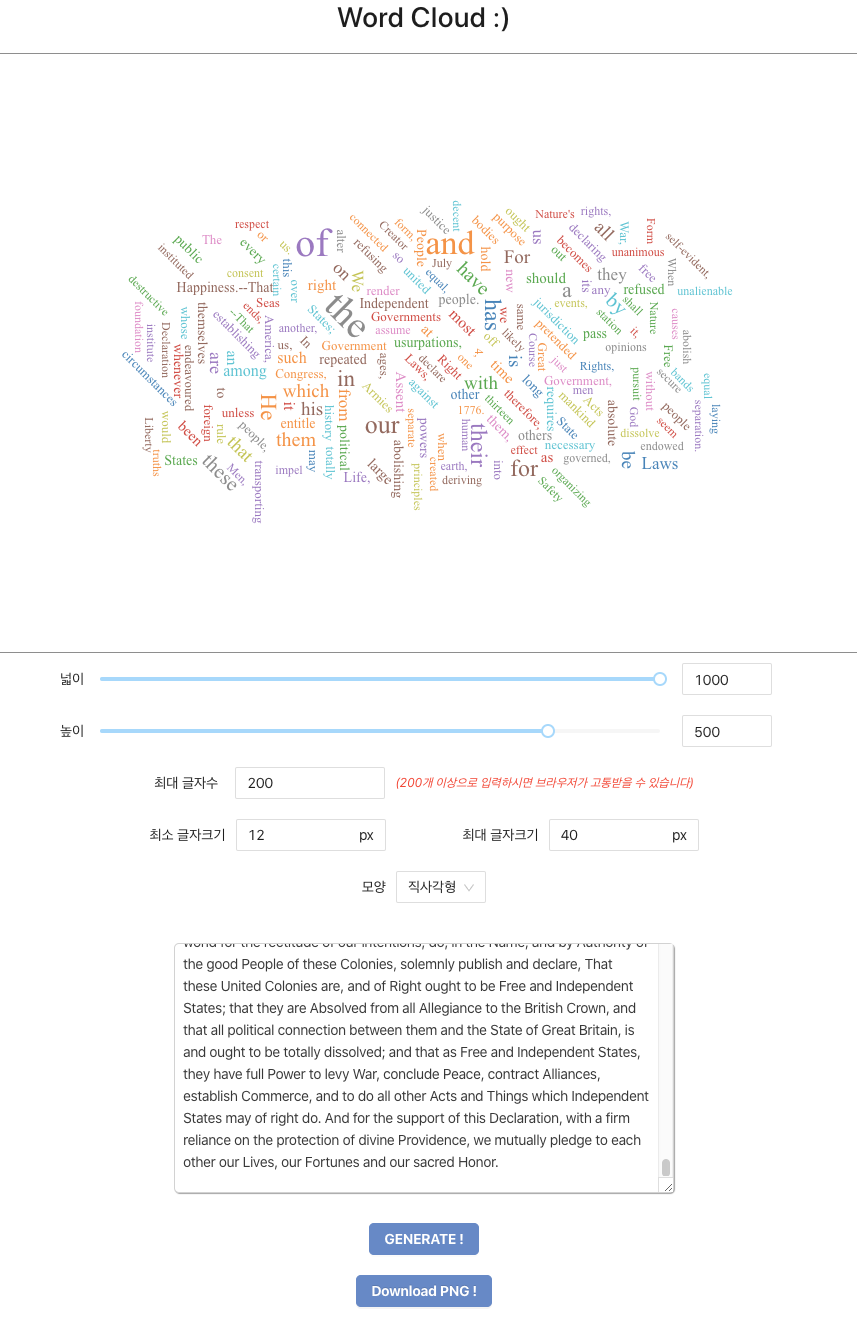 Word Cloud :)
respect
The
public
or
every
us.
of
alter
connected
refusing
Creator
form,
justice
People
and
decent
bodies
purpose
ought
Nature's
rights,
us
declaring
all
War,
Form
self-evident,
instituted
consent
certain
this
over
on
We
so
united
July
equal,
have
hold
For
new
becomes
our
should
its
they
any
free
unanimous
When
unalienable
destructive
Happiness.--That
Seas
ends,
--That
right
the
render
Independent
people.
Governments
most
has
we
same
a
events,
jurisdiction
by
station
refused
shall
it,
Nature
causes
abolish
foundation
institute
Declaration
whose
themselves
establishing
America,
another,
States:
In
us,
Government
assume
at
usurpations,
off
likely
Course
pretended
Great
pass
opinions
Free
circumstances
whenever
endeavoured
are
an
among
such
Congress,
repeated
ages,
Laws,
declare
Right
one
time
is
long
just
Rights,
Government,
men
pursuit
without
secure
bands
equal
laying
to
He
it
which
his
in
from
Armies
Assent
against
with
other
1776.
thirteen
therefore,
requires
mankind
Acts
absolute
God
people
seem
separation.
Liberty
would
been
foreign
rule
unless
that
people,
entitle
them
history
political
our
separate
powers
when
human
their
them,
others
State
necessary
dissolve
endowed
truths
States
these
Men,
transporting
impel
may
totally
Life,
large
abolishing
principles
created
earth,
deriving
into
effect
for
as
governed,
organizing
Safety
be
Laws
넓이
1000
높이
500
최대 글자수
200
(200개 이상으로 입력하시면 브라우저가 고통받을 수 있습니다)
최소 글자크기
12
px
최대 글자크기
40
px
모양
직사각형
world for the rectitude of our intentions, do, in the Name, and by Authority of
the good People of these Colonies, solemnly publish and declare, That
these United Colonies are, and of Right ought to be Free and Independent
States; that they are Absolved from all Allegiance to the British Crown, and
that all political connection between them and the State of Great Britain, is
and ought to be totally dissolved; and that as Free and Independent States,
they have full Power to levy War, conclude Peace, contract Alliances,
establish Commerce, and to do all other Acts and Things which Independent
States may of right do. And for the support of this Declaration, with a firm
reliance on the protection of divine Providence, we mutually pledge to each
other our Lives, our Fortunes and our sacred Honor.
GENERATE !
Download PNG !